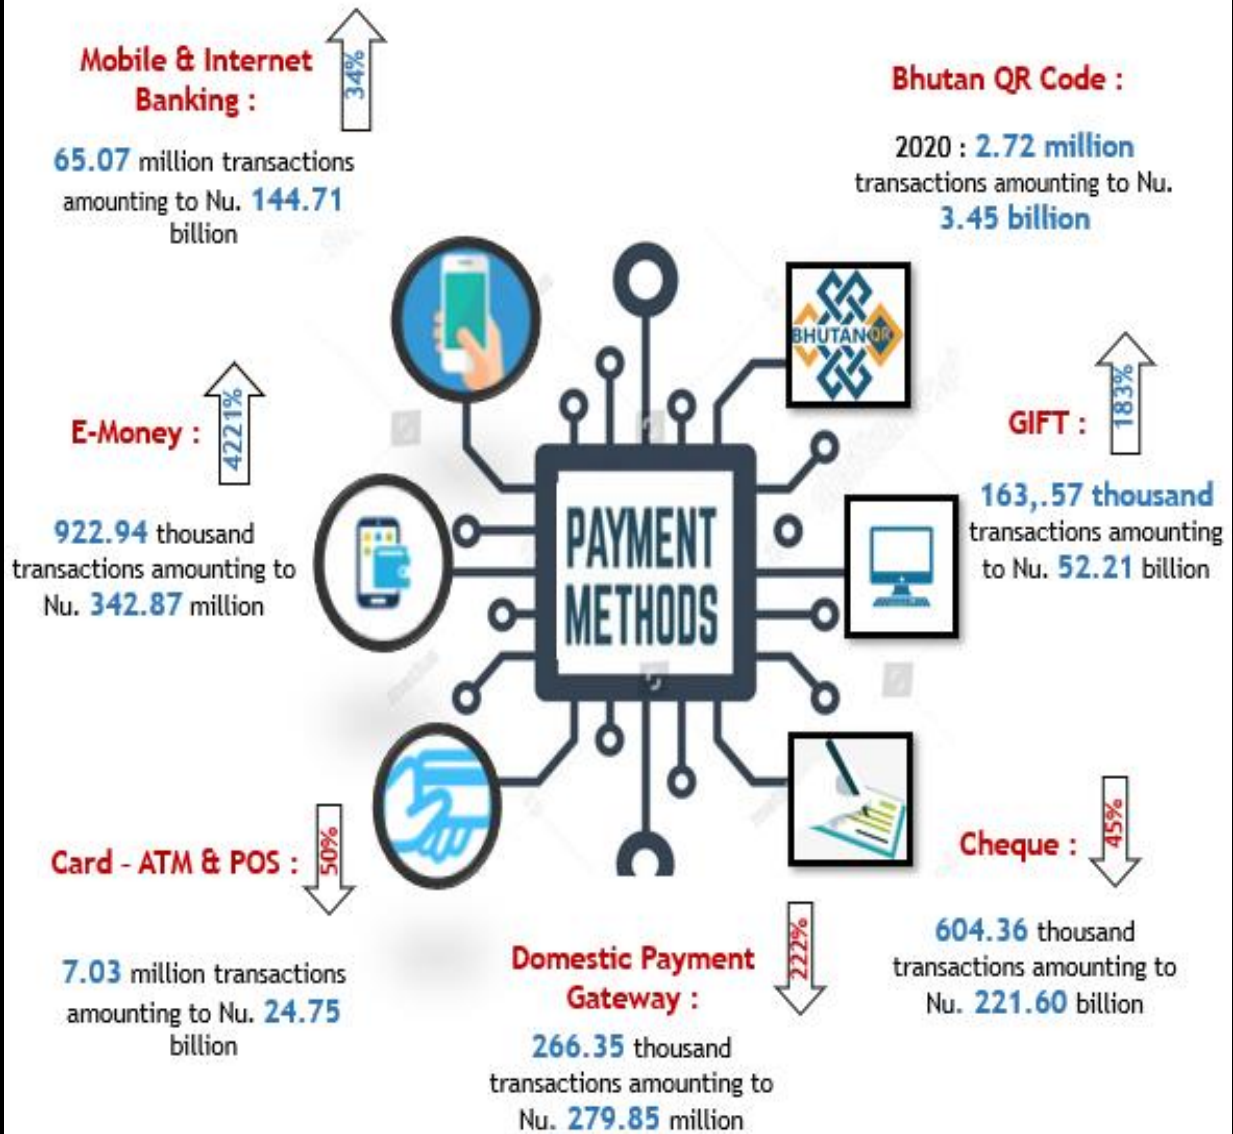 Mobile & Internet
Banking :
34%
65.07 million transactions
amounting to Nu. 144.71
billion
Bhutan QR Code :
2020 : 2.72 million
transactions amounting to Nu.
3.45 billion
BHUTAN QR
E-Money :
4221%
922.94 thousand
transactions amounting to
Nu. 342.87 million
PAYMENT
METHODS
GIFT :
183%
163,.57 thousand
transactions amounting
to Nu. 52.21 billion
Card - ATM & POS :
50%
7.03 million transactions
amounting to Nu. 24.75
billion
Domestic Payment
Gateway :
222%
266.35 thousand
transactions amounting to
Nu. 279.85 million
Cheque :
45%
604.36 thousand
transactions amounting to
Nu. 221.60 billion